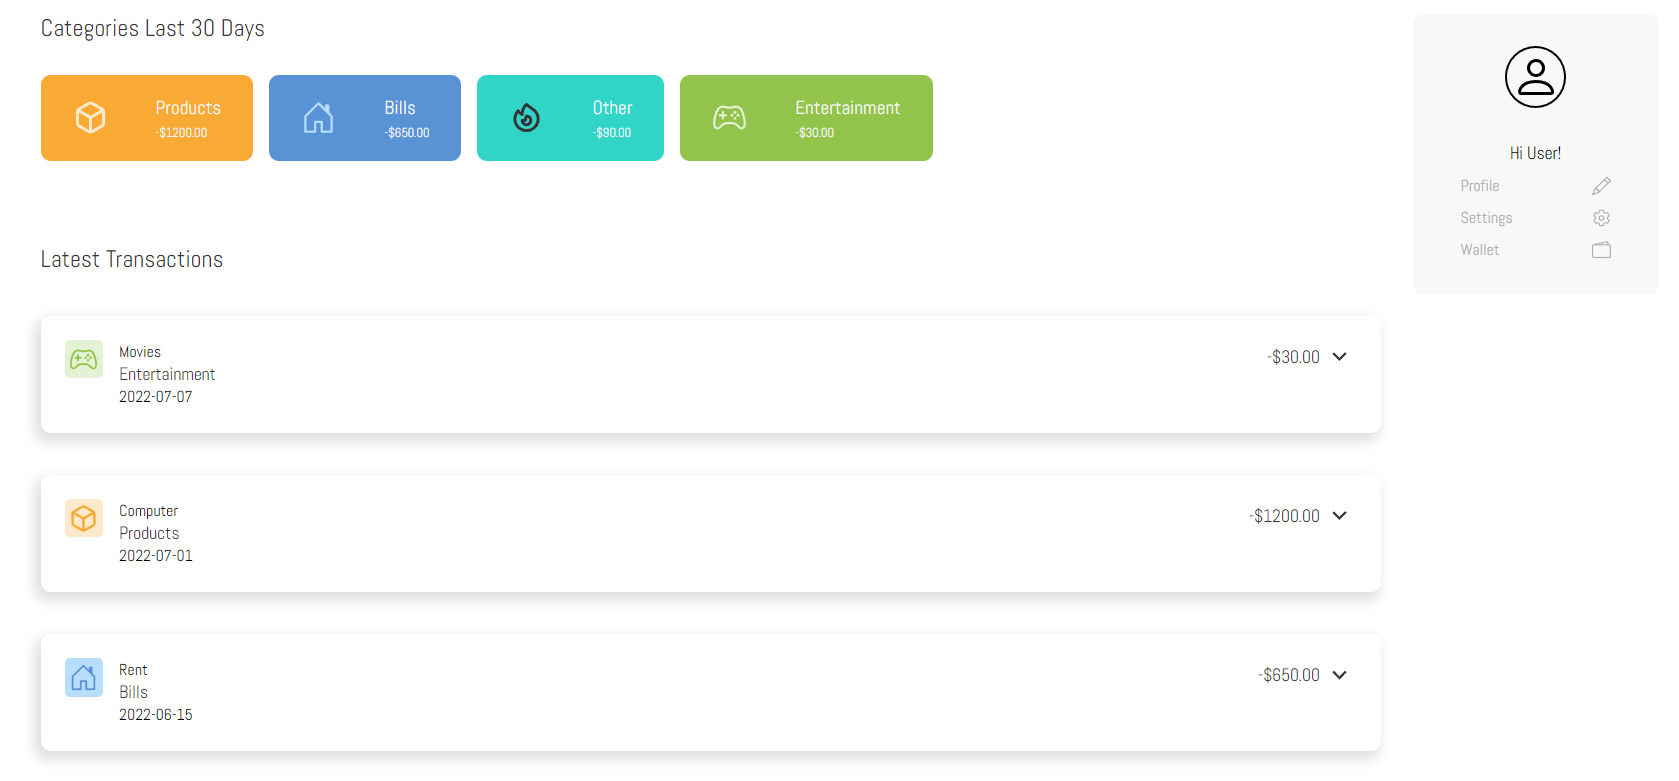 Categories Last 30 Days
Products
-$1200.00
Bills
-$650.00
Other
-$90.00
Entertainment
-$30.00
Hi User!
Profile
Settings
Wallet
Latest Transactions
Movies
Entertainment
2022-07-07
-$30.00
Computer
Products
2022-07-01
-$1200.00
Rent
Bills
2022-06-15
-$650.00